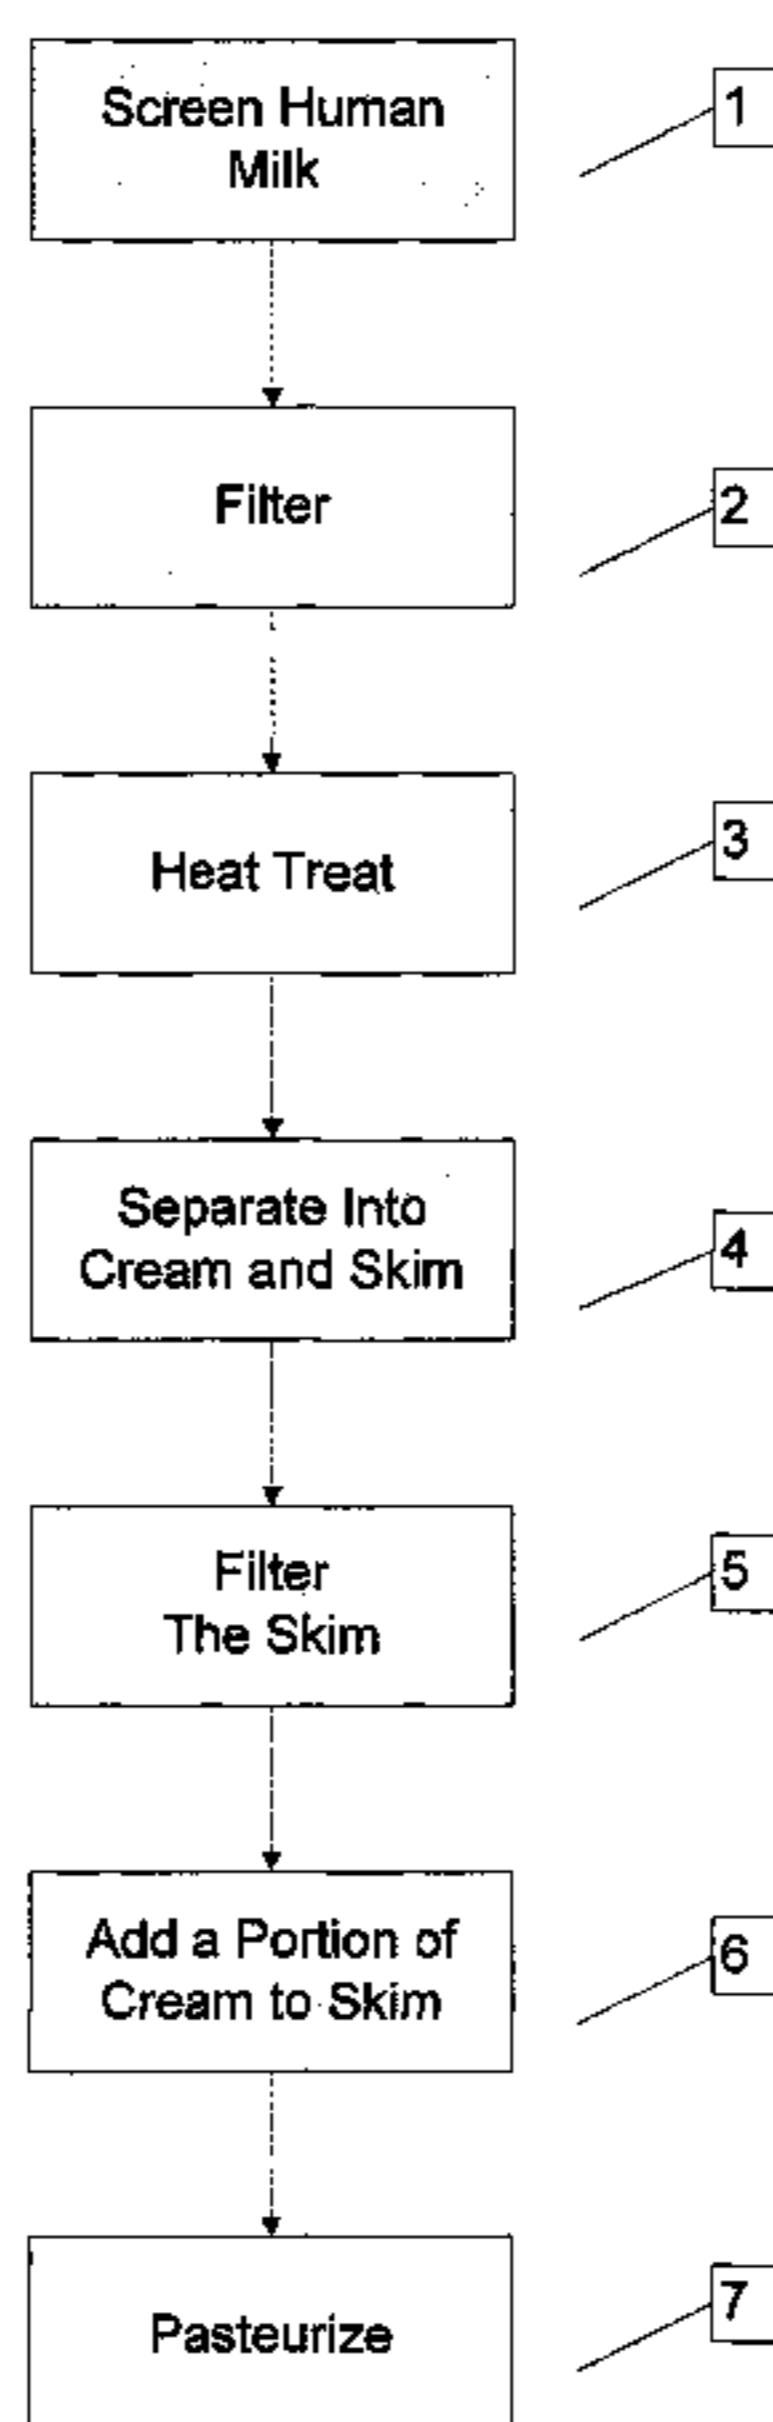 Screen Human
Milk
1
Filter
2
Heat Treat
3
Separate Into
Cream and Skim
4
Filter
The Skim
5
Add a Portion of
Cream to Skim
6
Pasteurize
7